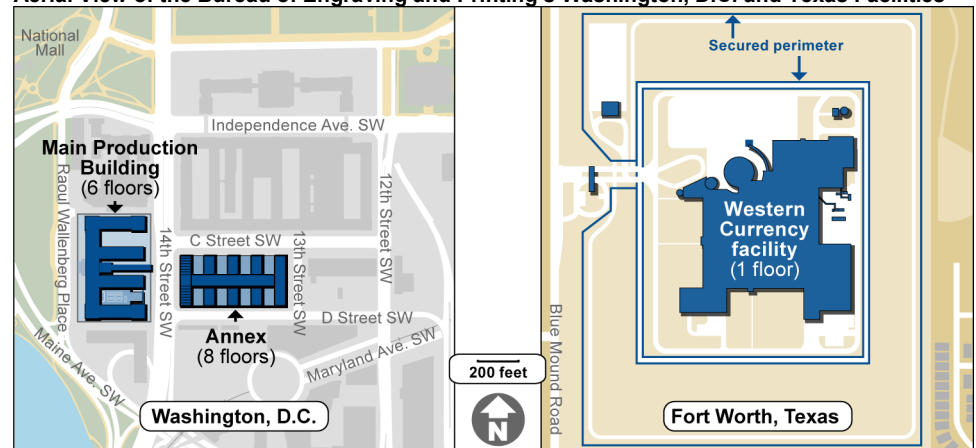 Aerial View of the Bureau of Engraving and Printing's Washington, D.C. and Texas Facilities
National
Mall
Independence Ave. SW
Main Production
Building
(6 floors)
Raoul Wallenberg Place
14th Street SW
C Street SW
13th Street SW
12th Street SW
D Street SW
Annex
(8 floors)
Maine Ave. SW
Maryland Ave. SW
Washington, D.C.
200 feet
N
Secured perimeter
Western
Currency
facility
(1 floor)
Blue Mound Road
Fort Worth, Texas